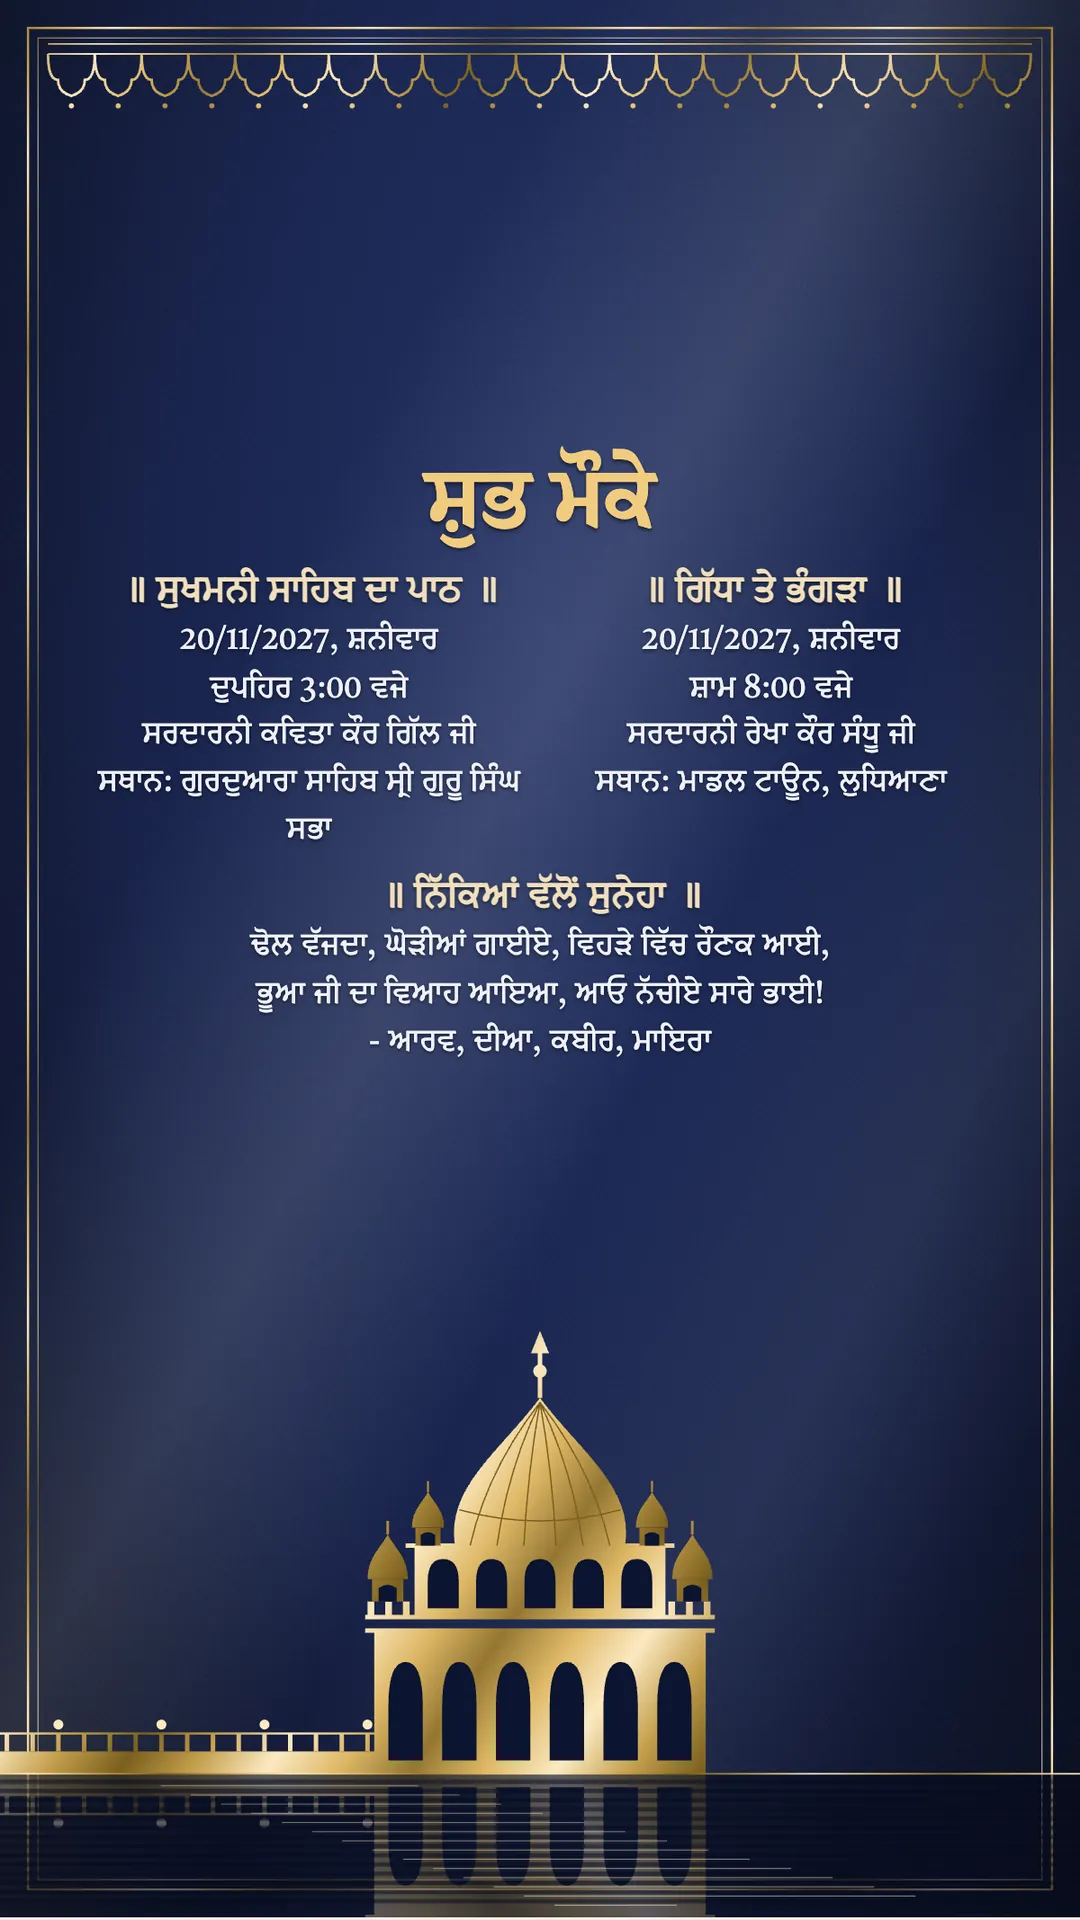 ਸ਼ੁਭ ਮੌਕੇ
॥ ਸੁਖਮਨੀ ਸਾਹਿਬ ਦਾ ਪਾਠ ॥
20/11/2027, ਸ਼ਨੀਵਾਰ
ਦੁਪਹਿਰ 3:00 ਵਜੇ
ਸਰਦਾਰਨੀ ਕਵਿਤਾ ਕੌਰ ਗਿੱਲ ਜੀ
ਸਥਾਨ: ਗੁਰਦੁਆਰਾ ਸਾਹਿਬ ਸ੍ਰੀ ਗੁਰੂ ਸਿੰਘ
ਸਭਾ
॥ ਗਿੱਧਾ ਤੇ ਭੰਗੜਾ ॥
20/11/2027, ਸ਼ਨੀਵਾਰ
ਸ਼ਾਮ 8:00 ਵਜੇ
ਸਰਦਾਰਨੀ ਰੇਖਾ ਕੌਰ ਸੰਧੂ ਜੀ
ਸਥਾਨ: ਮਾਡਲ ਟਾਊਨ, ਲੁਧਿਆਣਾ
॥ ਨਿੱਕਿਆਂ ਵੱਲੋਂ ਸੁਨੇਹਾ ॥
ਢੋਲ ਵੱਜਦਾ, ਘੋੜੀਆਂ ਗਾਈਏ, ਵਿਹੜੇ ਵਿੱਚ ਰੌਣਕ ਆਈ,
ਭੂਆ ਜੀ ਦਾ ਵਿਆਹ ਆਇਆ, ਆਓ ਨੱਚੀਏ ਸਾਰੇ ਭਾਈ!
- ਆਰਵ, ਦੀਆ, ਕਬੀਰ, ਮਾਇਰਾ